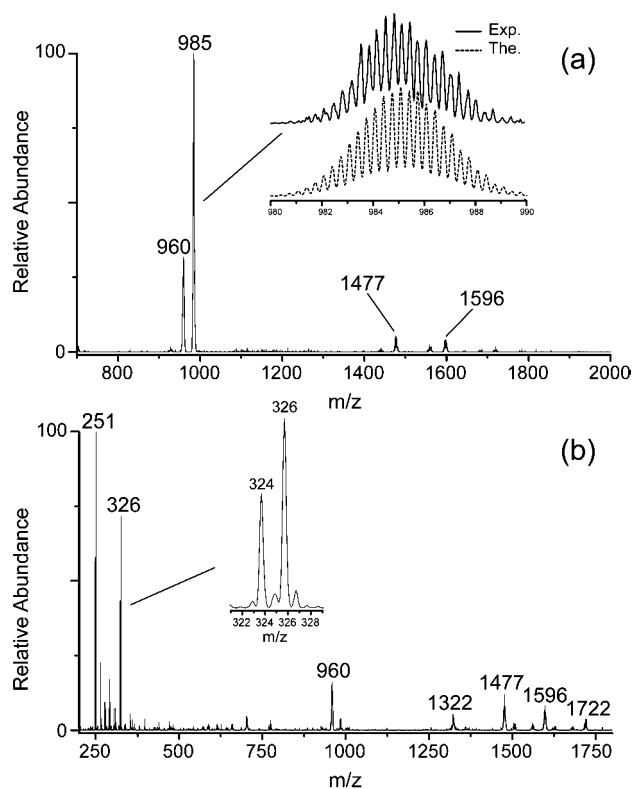 Exp.
The.
(a)
100
985
960
1477
1596
0
Relative Abundance
980 982 984 986 988 990
800 1000 1200 1400 1600 1800 2000
m/z
(b)
100
251
326
324
326
322 324 326 328
m/z
960
1322
1477
1596
1722
0
Relative Abundance
250 500 750 1000 1250 1500 1750
m/z